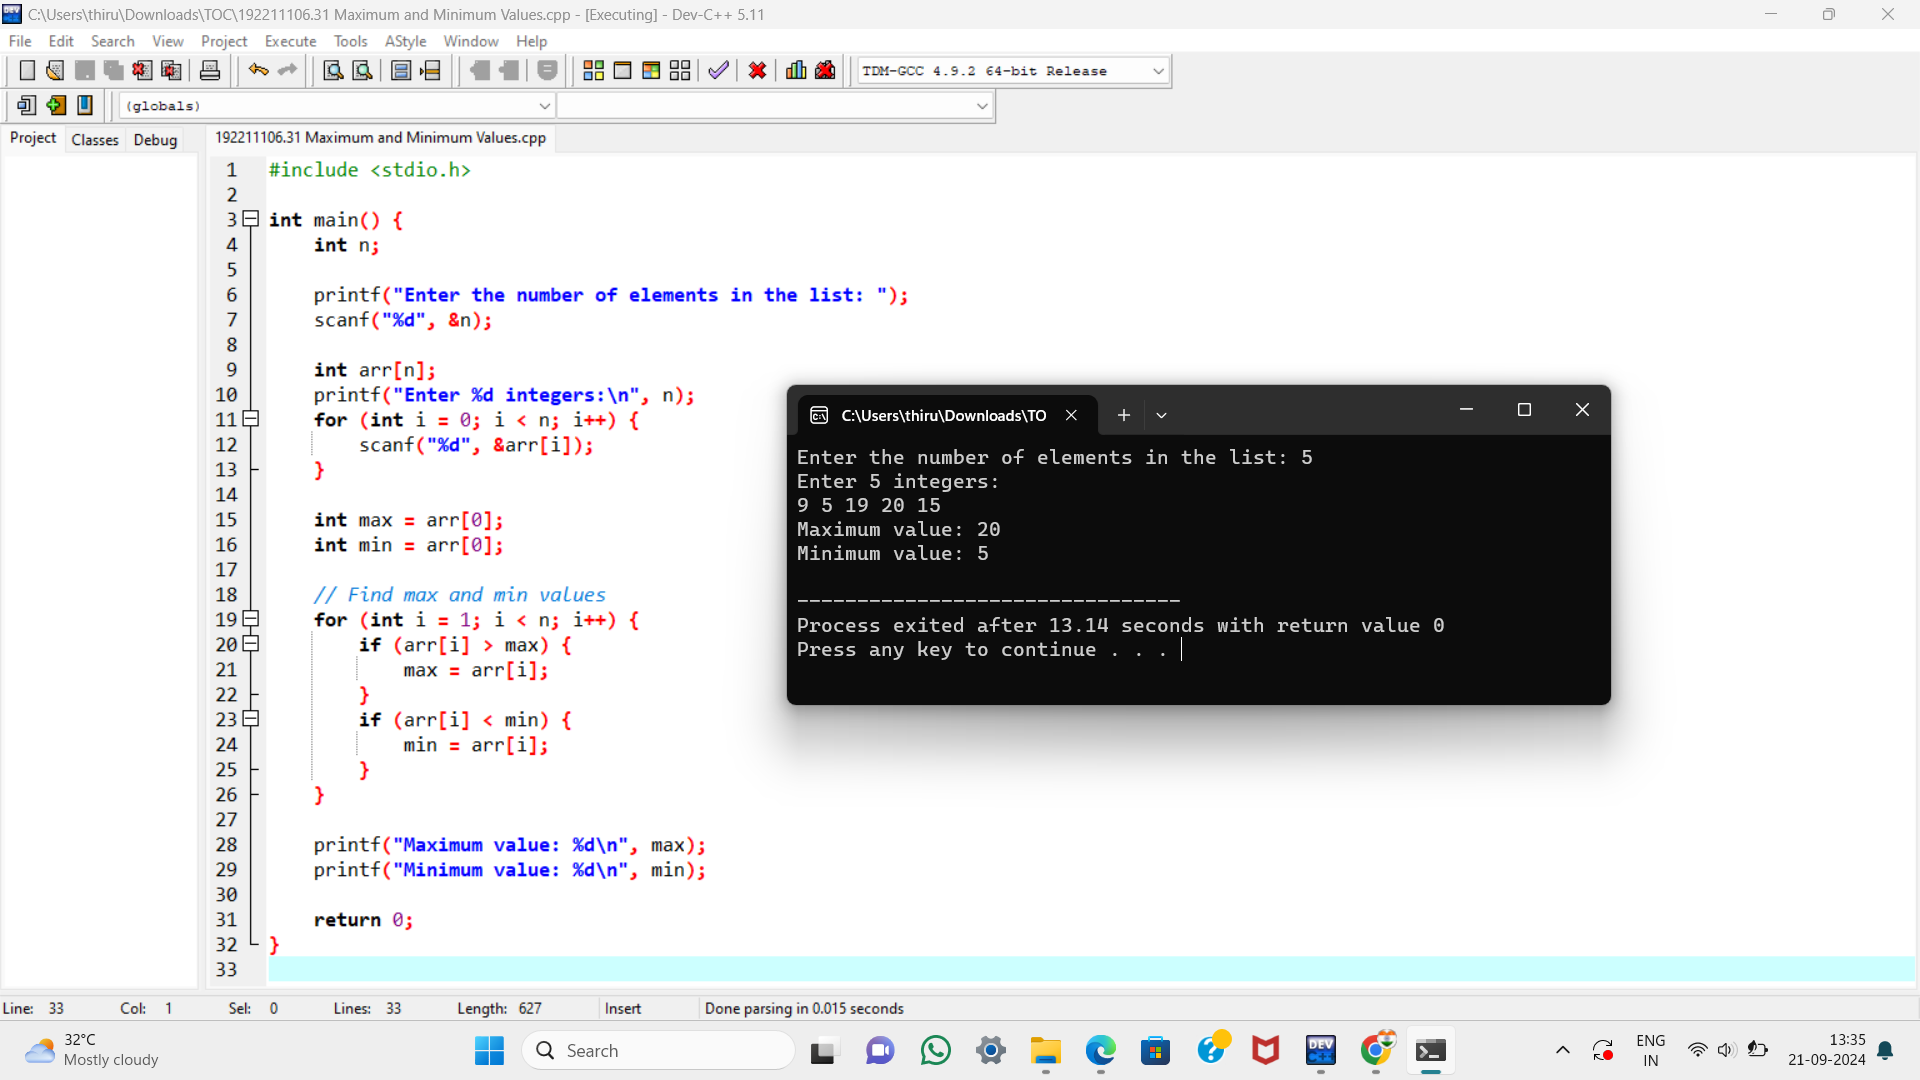 C:\Users\thiru\Downloads\TOC\192211106.31 Maximum and Minimum Values.cpp - [Executing] - Dev-C++ 5.11
File Edit Search View Project Execute Tools AStyle Window Help
TDM-GCC 4.9.2 64-bit Release
(globals)
Project Classes Debug
192211106.31 Maximum and Minimum Values.cpp
1 #include <stdio.h>
2
3 int main() {
4 int n;
5
6 printf("Enter the number of elements in the list: ");
7 scanf("%d", &n);
8
9 int arr[n];
10 printf("Enter %d integers:\n", n);
11 for (int i = 0; i < n; i++) {
12 scanf("%d", &arr[i]);
13 }
14
15 int max = arr[0];
16 int min = arr[0];
17
18 // Find max and min values
19 for (int i = 1; i < n; i++) {
20 if (arr[i] > max) {
21 max = arr[i];
22 }
23 if (arr[i] < min) {
24 min = arr[i];
25 }
26 }
27
28 printf("Maximum value: %d\n", max);
29 printf("Minimum value: %d\n", min);
30
31 return 0;
32 }
33
C:\Users\thiru\Downloads\TO
Enter the number of elements in the list: 5
Enter 5 integers:
9 5 19 20 15
Maximum value: 20
Minimum value: 5
--------------------------------
Process exited after 13.14 seconds with return value 0
Press any key to continue . . .
Line: 33 Col: 1 Sel: 0 Lines: 33 Length: 627 Insert Done parsing in 0.015 seconds
32°C
Mostly cloudy
Search
DEV
C++
ENG
IN
13:35
21-09-2024